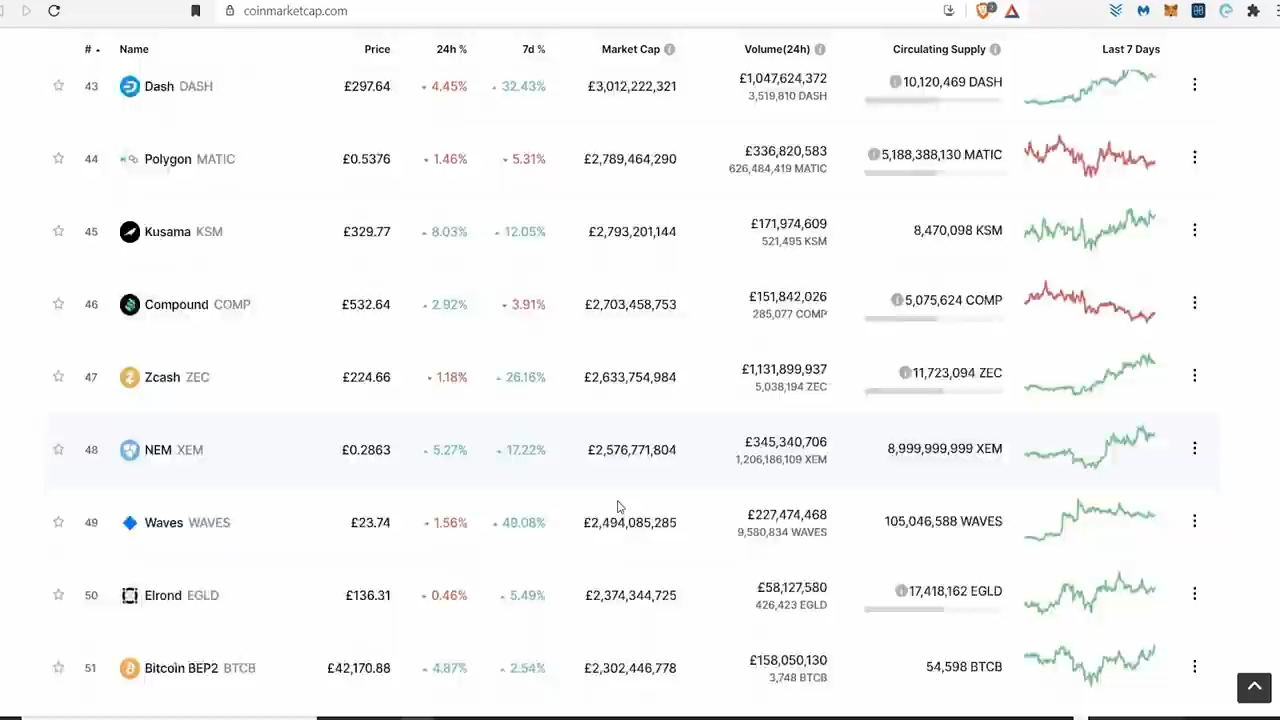 coinmarketcap.com
2
# Name Price 24h % 7d % Market Cap Volume(24h) Circulating Supply Last 7 Days
43 Dash DASH £297.64 4.45% 32.43% £3,012,222,321 £1,047,624,372 10,120,469 DASH
3,519,810 DASH
44 Polygon MATIC £0.5376 1.46% 5.31% £2,789,464,290 £336,820,583 5,188,388,130 MATIC
626,484,419 MATIC
45 Kusama KSM £329.77 8.03% 12.05% £2,793,201,144 £171,974,609 8,470,098 KSM
521,495 KSM
46 Compound COMP £532.64 2.92% 3.91% £2,703,458,753 £151,842,026 5,075,624 COMP
285,077 COMP
47 Zcash ZEC £224.66 1.18% 26.16% £2,633,754,984 £1,131,899,937 11,723,094 ZEC
5,038,194 ZEC
48 NEM XEM £0.2863 5.27% 17.22% £2,576,771,804 £345,340,706 8,999,999,999 XEM
1,206,186,109 XEM
49 Waves WAVES £23.74 1.56% 49.08% £2,494,085,285 £227,474,468 105,046,588 WAVES
9,580,834 WAVES
50 Elrond EGLD £136.31 0.46% 5.49% £2,374,344,725 £58,127,580 17,418,162 EGLD
426,423 EGLD
51 Bitcoin BEP2 BTCB £42,170.88 4.87% 2.54% £2,302,446,778 £158,050,130 54,598 BTCB
3,748 BTCB